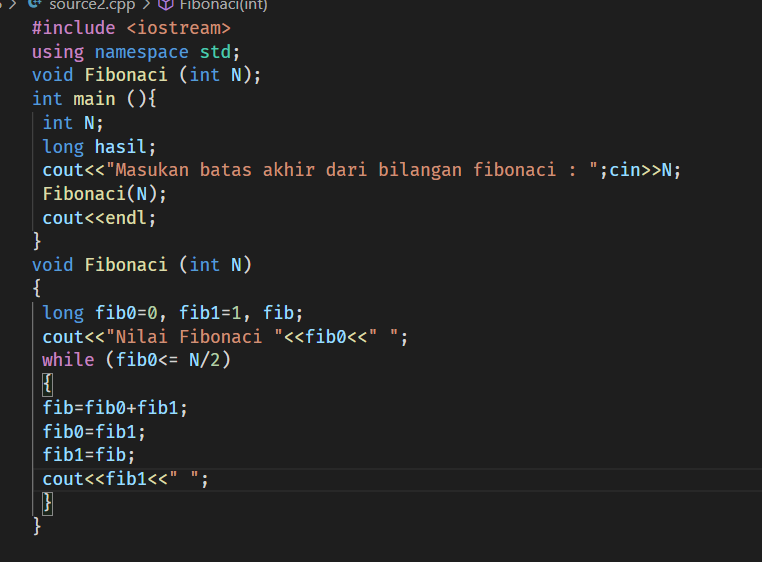 source2.cpp > Fibonaci(int)
#include <iostream>
using namespace std;
void Fibonaci (int N);
int main (){
int N;
long hasil;
cout<<"Masukan batas akhir dari bilangan fibonaci : ";cin>>N;
Fibonaci(N);
cout<<endl;
}
void Fibonaci (int N)
{
long fib0=0, fib1=1, fib;
cout<<"Nilai Fibonaci "<<fib0<<" ";
while (fib0<= N/2)
{
fib=fib0+fib1;
fib0=fib1;
fib1=fib;
cout<<fib1<<" ";
}
}